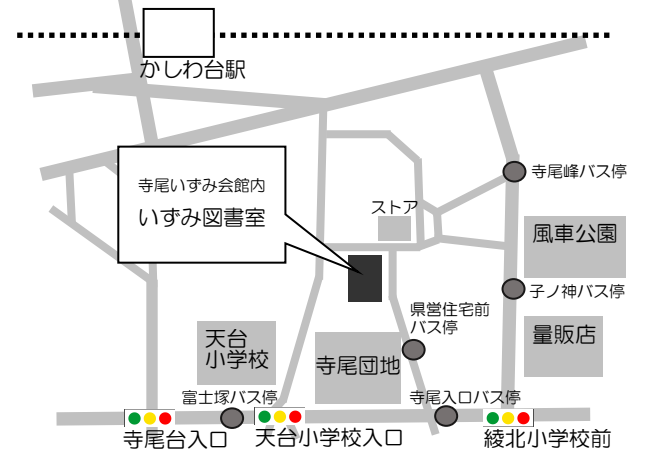 かしわ台駅
寺尾いずみ会館内
いずみ図書室
ストア
寺尾峰バス停
風車公園
子ノ神バス停
県営住宅前
バス停
量販店
天台
小学校
寺尾団地
富士塚バス停
寺尾入口バス停
寺尾台入口
天台小学校入口
綾北小学校前